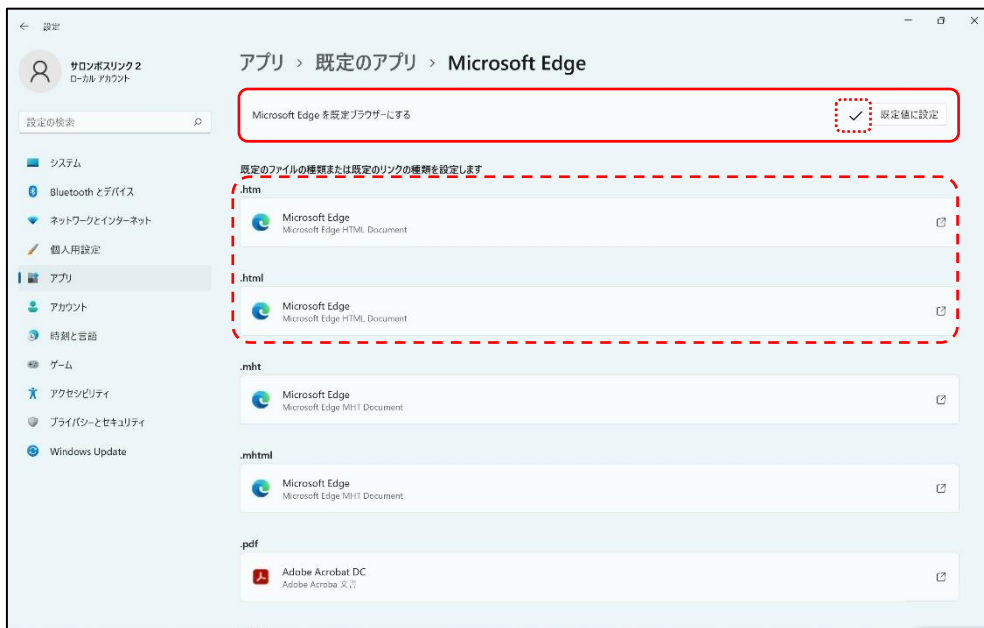 設定
サロンボスリンク 2
ローカル アカウント
設定の検索
システム
Bluetooth とデバイス
ネットワークとインターネット
個人用設定
アプリ
アカウント
時刻と言語
ゲーム
アクセシビリティ
プライバシーとセキュリティ
Windows Update
アプリ > 既定のアプリ > Microsoft Edge
Microsoft Edge を既定ブラウザーにする
既定値に設定
既定のファイルの種類または既定のリンクの種類を設定します
.htm
Microsoft Edge
Microsoft Edge HTML Document
.html
Microsoft Edge
Microsoft Edge HTML Document
.mht
Microsoft Edge
Microsoft Edge MHT Document
.mhtml
Microsoft Edge
Microsoft Edge MHT Document
.pdf
Adobe Acrobat DC
Adobe Acroba 文書